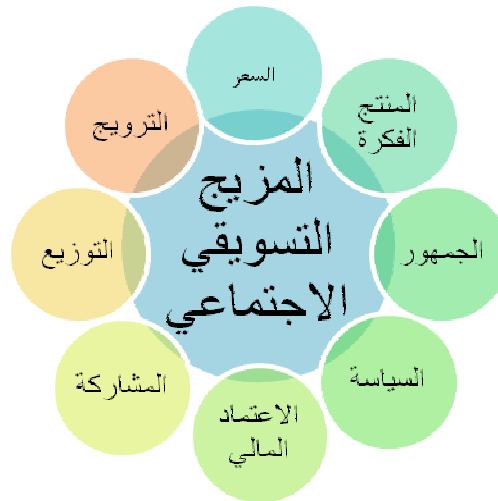 المزيج
التسويقي
الاجتماعي
السعر
المنتج
الفكرة
الجمهور
السياسة
الاعتماد
المالي
المشاركة
التوزيع
الترويج